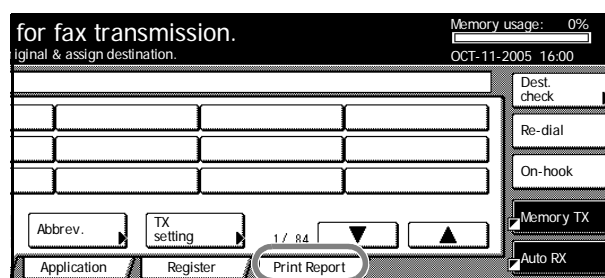 for fax transmission.
Memory usage: 0%
iginal & assign destination.
OCT-11-2005 16:00
Dest.
check
Re-dial
On-hook
Abbrev.
TX
setting
1/ 84
Memory TX
Application
Register
Print Report
Auto RX